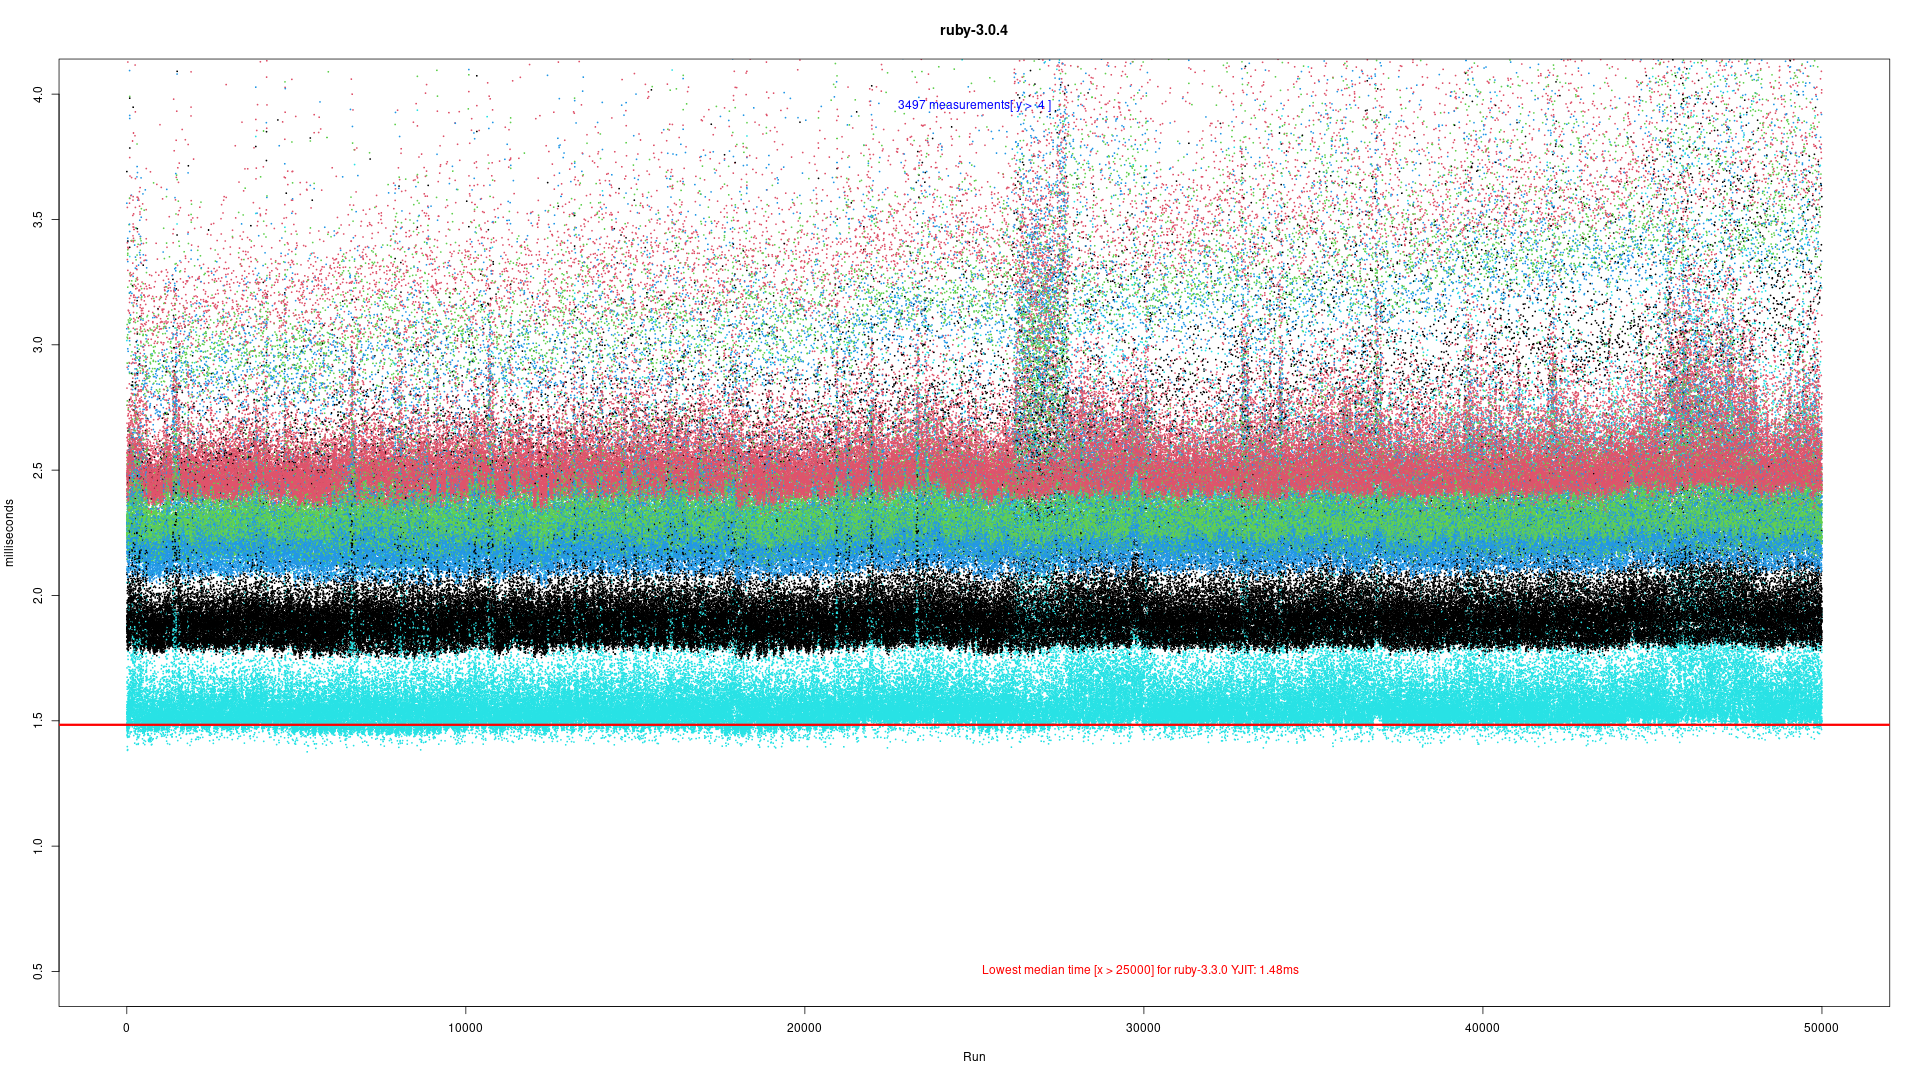 ruby-3.0.4
3497 measurements[ y > 4 ]
4.0
3.5
3.0
2.5
2.0
1.5
1.0
0.5
milliseconds
Lowest median time [x > 25000] for ruby-3.3.0 YJIT: 1.48ms
0 10000 20000 30000 40000 50000
Run